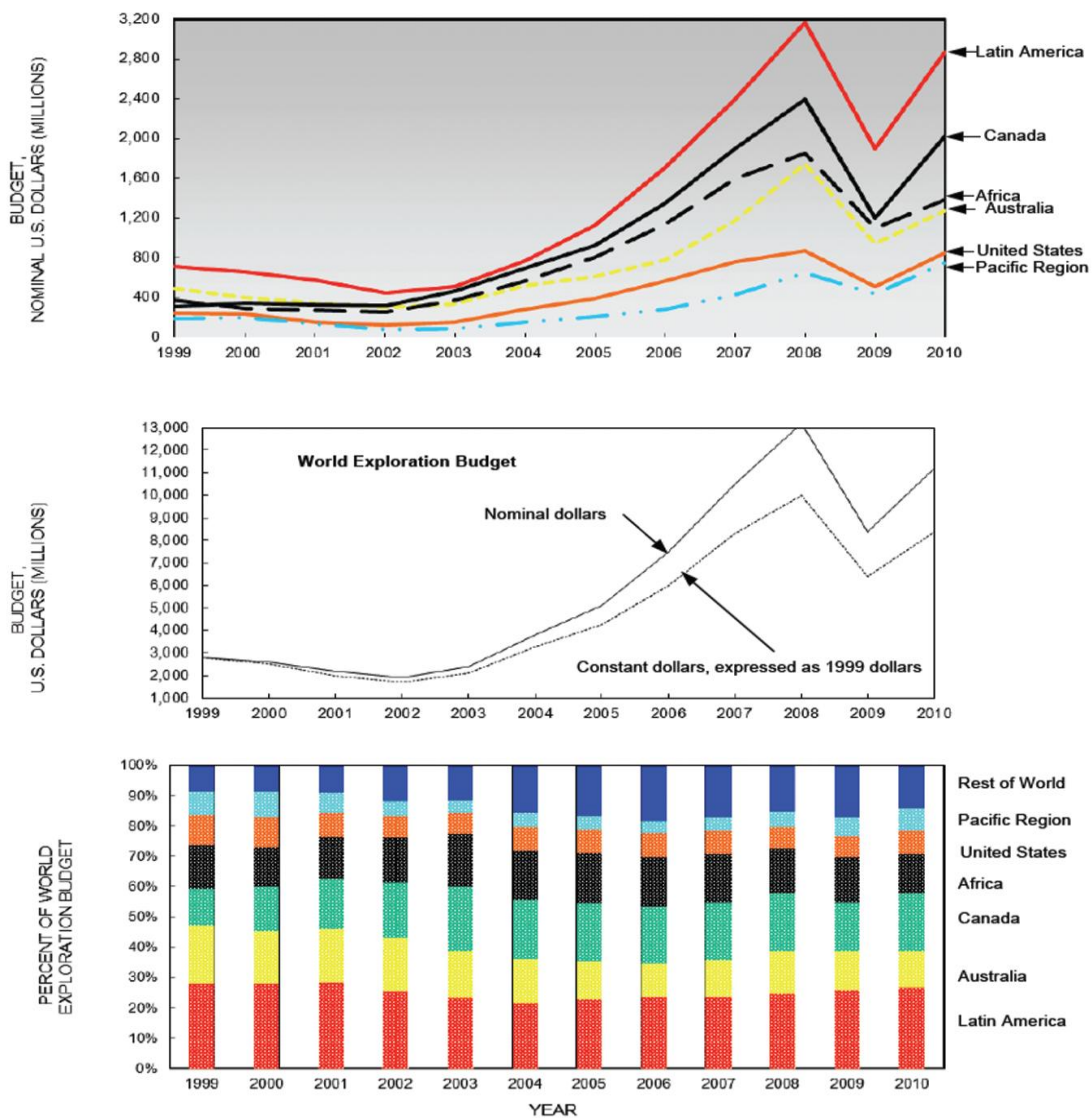 BUDGET,
NOMINAL U.S. DOLLARS (MILLIONS)
3,200
2,800
2,400
2,000
1,600
1,200
800
400
0
Latin America
Canada
Africa
Australia
United States
Pacific Region
1999 2000 2001 2002 2003 2004 2005 2006 2007 2008 2009 2010
BUDGET,
U.S. DOLLARS (MILLIONS)
13,000
12,000
11,000
10,000
9,000
8,000
7,000
6,000
5,000
4,000
3,000
2,000
1,000
World Exploration Budget
Nominal dollars
Constant dollars, expressed as 1999 dollars
1999 2000 2001 2002 2003 2004 2005 2006 2007 2008 2009 2010
PERCENT OF WORLD
EXPLORATION BUDGET
100%
90%
80%
70%
60%
50%
40%
30%
20%
10%
0%
Rest of World
Pacific Region
United States
Africa
Canada
Australia
Latin America
1999 2000 2001 2002 2003 2004 2005 2006 2007 2008 2009 2010
YEAR